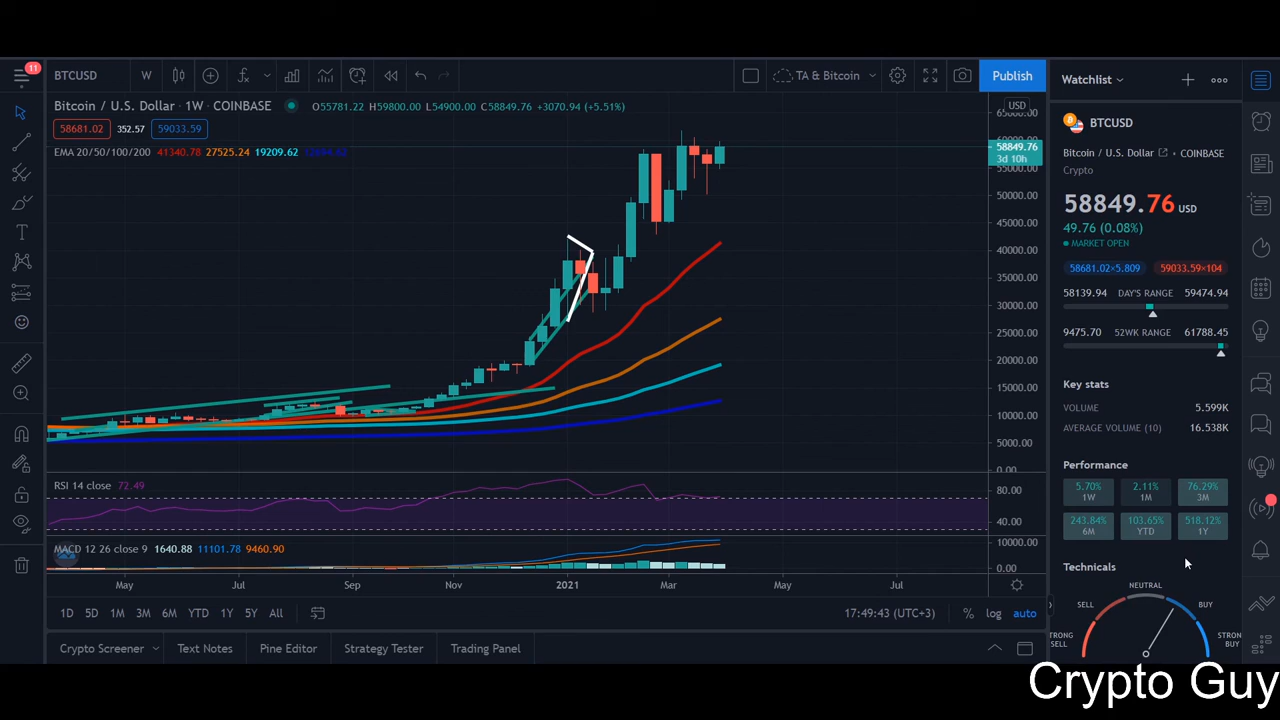 11
BTCUSD
W
TA & Bitcoin
Publish
Watchlist
Bitcoin / U.S. Dollar · 1W · COINBASE
O55781.22 H59800.00 L54900.00 C58849.76 +3070.94 (+5.51%)
USD
58681.02 352.57 59033.59
EMA 20/50/100/200 41340.78 27525.24 19209.62
65000.00
60000.00
58849.76
3d 10h
55000.00
50000.00
45000.00
40000.00
35000.00
30000.00
25000.00
20000.00
15000.00
10000.00
5000.00
0.00
RSI 14 close 72.49
80.00
40.00
MACD 12 26 close 9 1640.88 11101.78 9460.90
10000.00
0.00
May Jul Sep Nov 2021 Mar May Jul
1D 5D 1M 3M 6M YTD 1Y 5Y All
17:49:43 (UTC+3) % log auto
Crypto Screener Text Notes Pine Editor Strategy Tester Trading Panel
BTCUSD
Bitcoin / U.S. Dollar COINBASE
Crypto
58849.76 USD
49.76 (0.08%)
MARKET OPEN
58681.02×5.809 59033.59×104
58139.94 DAY'S RANGE 59474.94
9475.70 52WK RANGE 61788.45
Key stats
VOLUME 5.599K
AVERAGE VOLUME (10) 16.538K
Performance
5.70% 2.11% 76.29%
1W 1M 3M
243.84% 103.65% 518.12%
6M YTD 1Y
Technicals
NEUTRAL
SELL BUY
STRONG SELL STRONG BUY
Crypto Guy